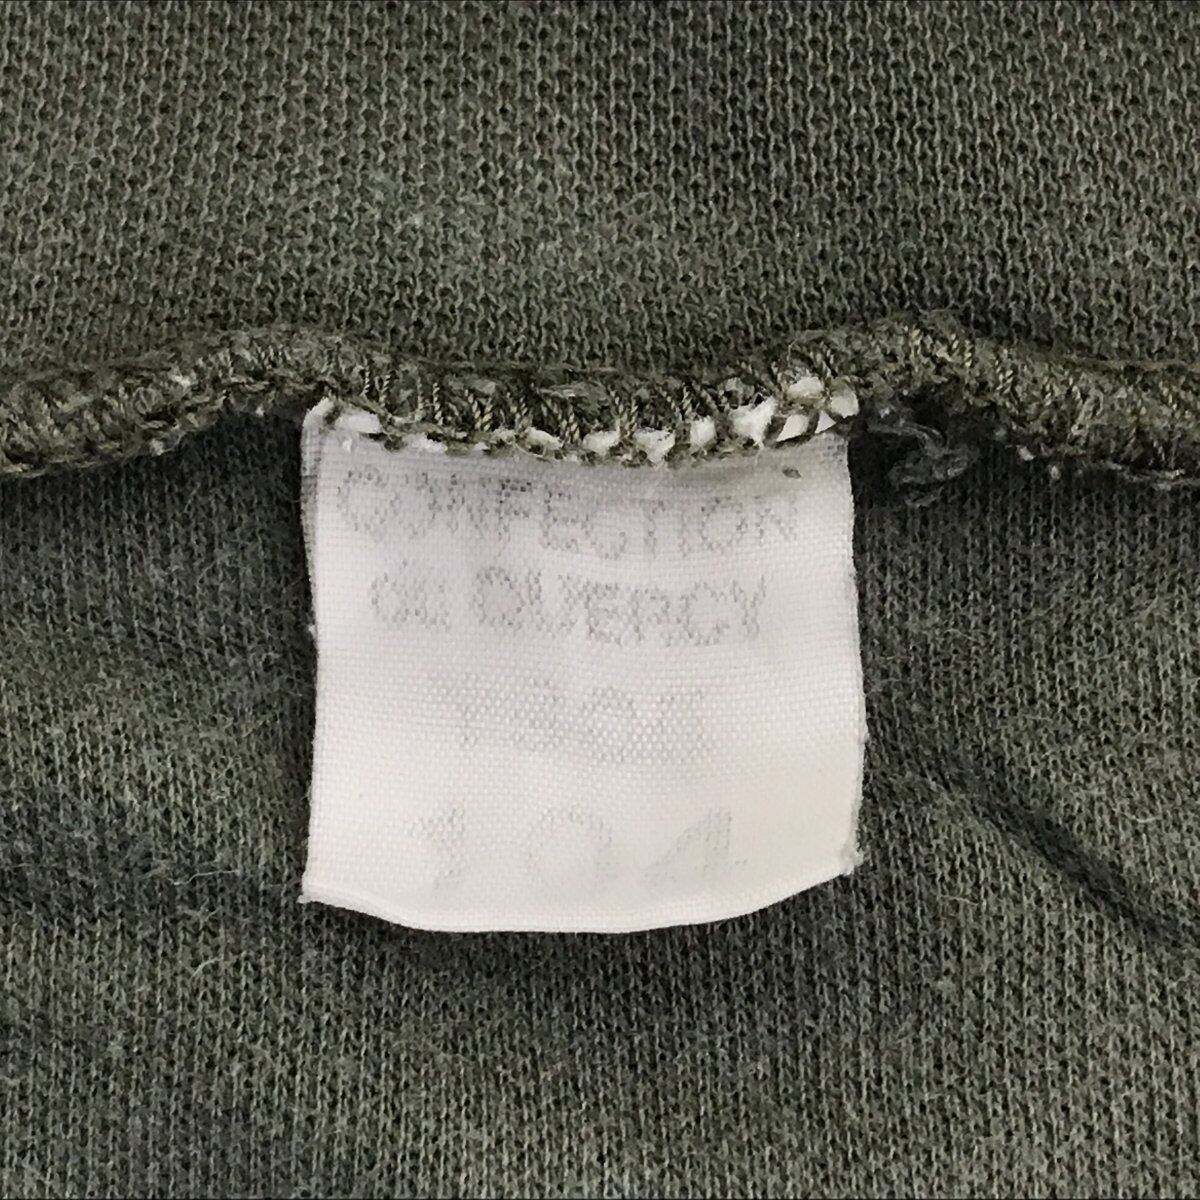 CONFECTION
du QUERCY
104